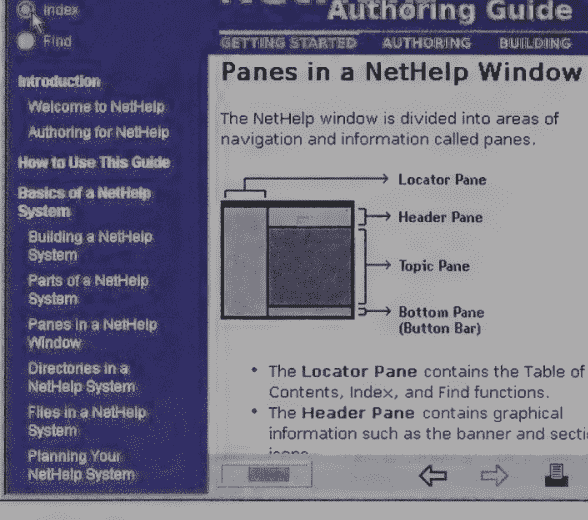 Index
Find
Introduction
Welcome to NetHelp
Authoring for NetHelp
How to Use This Guide
Basics of a NetHelp
System
Building a NetHelp
System
Parts of a NetHelp
System
Panes in a NetHelp
Window
Directories in a
NetHelp System
Files in a NetHelp
System
Planning Your
NetHelp System
Authoring Guide
GETTING STARTED AUTHORING BUILDING
Panes in a NetHelp Window
The NetHelp window is divided into areas of
navigation and information called panes.
Locator Pane
Header Pane
Topic Pane
Bottom Pane
(Button Bar)
• The Locator Pane contains the Table of
Contents, Index, and Find functions.
• The Header Pane contains graphical
information such as the banner and secti